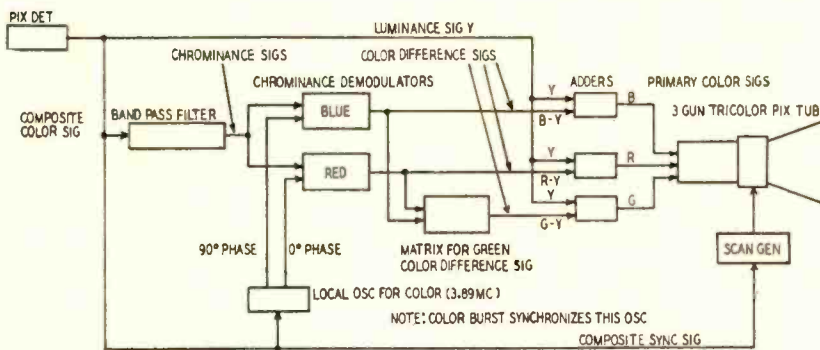 PIX DET
LUMINANCE SIG Y
CHROMINANCE SIGS
COLOR DIFFERENCE SIGS
CHROMINANCE DEMODULATORS
ADDERS
PRIMARY COLOR SIGS
COMPOSITE
COLOR SIG
BAND PASS FILTER
BLUE
Y
B-Y
B
3 GUN TRICOLOR PIX TUBE
RED
Y
R-Y
R
Y
G-Y
G
90° PHASE
0° PHASE
MATRIX FOR GREEN
COLOR DIFFERENCE SIG
SCAN GEN
LOCAL OSC FOR COLOR (3.89MC)
NOTE: COLOR BURST SYNCHRONIZES THIS OSC
COMPOSITE SYNC SIG